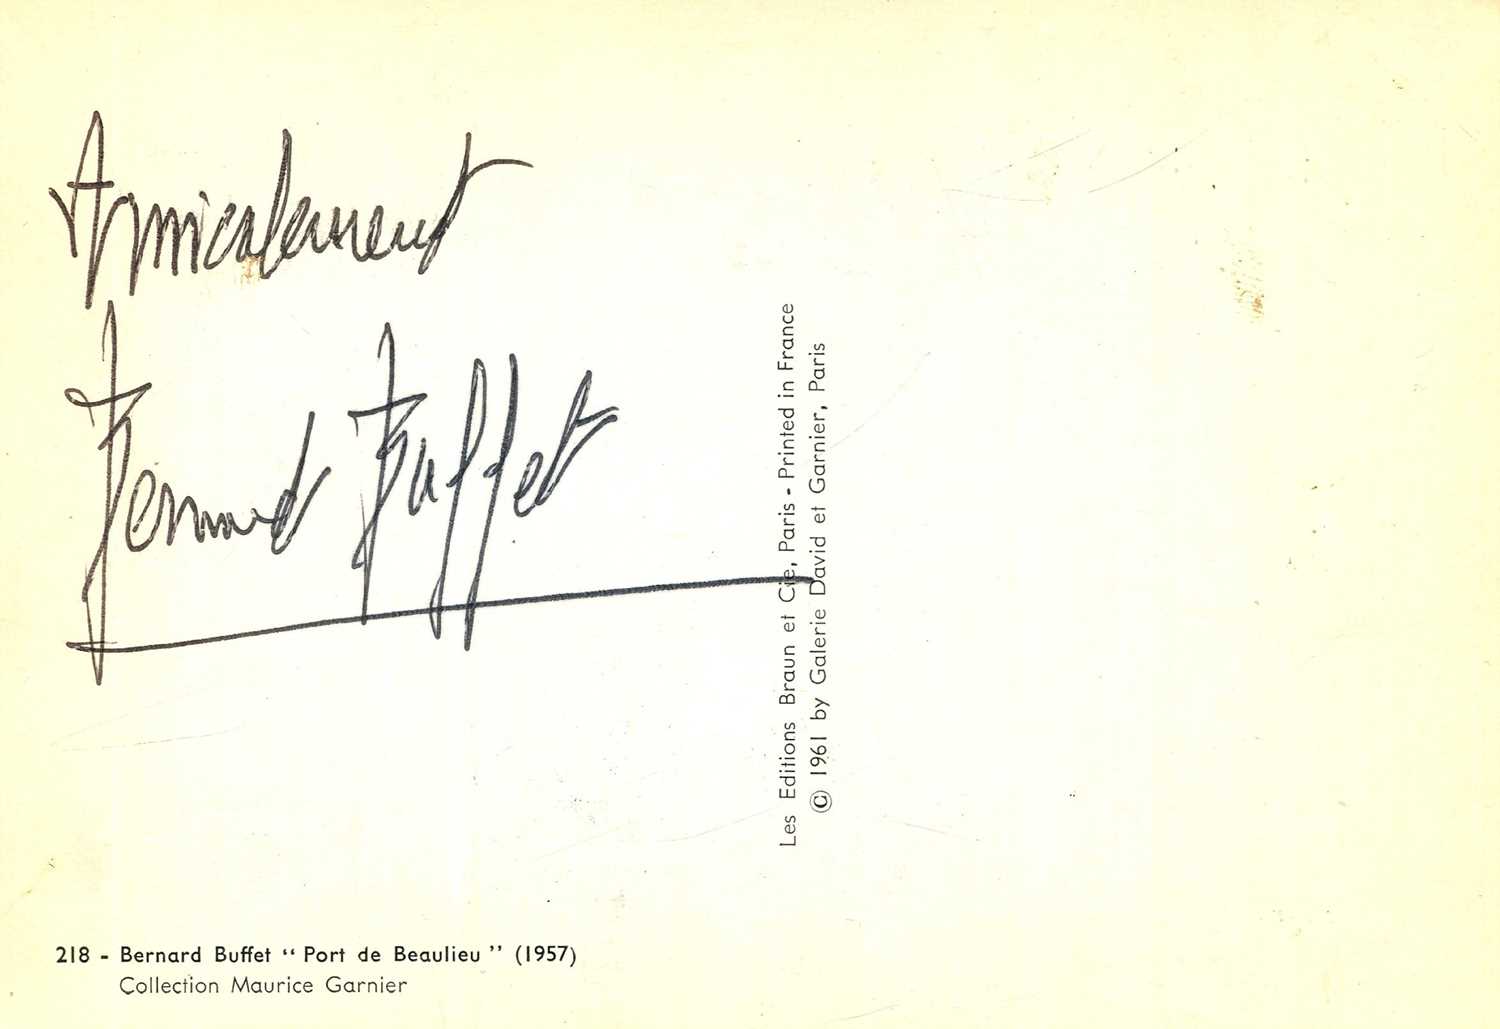 Amicalement
Bernard Buffet
Les Editions Braun et Cie, Paris - Printed in France
© 1961 by Galerie David et Garnier, Paris
218 - Bernard Buffet “ Port de Beaulieu ” (1957)
Collection Maurice Garnier